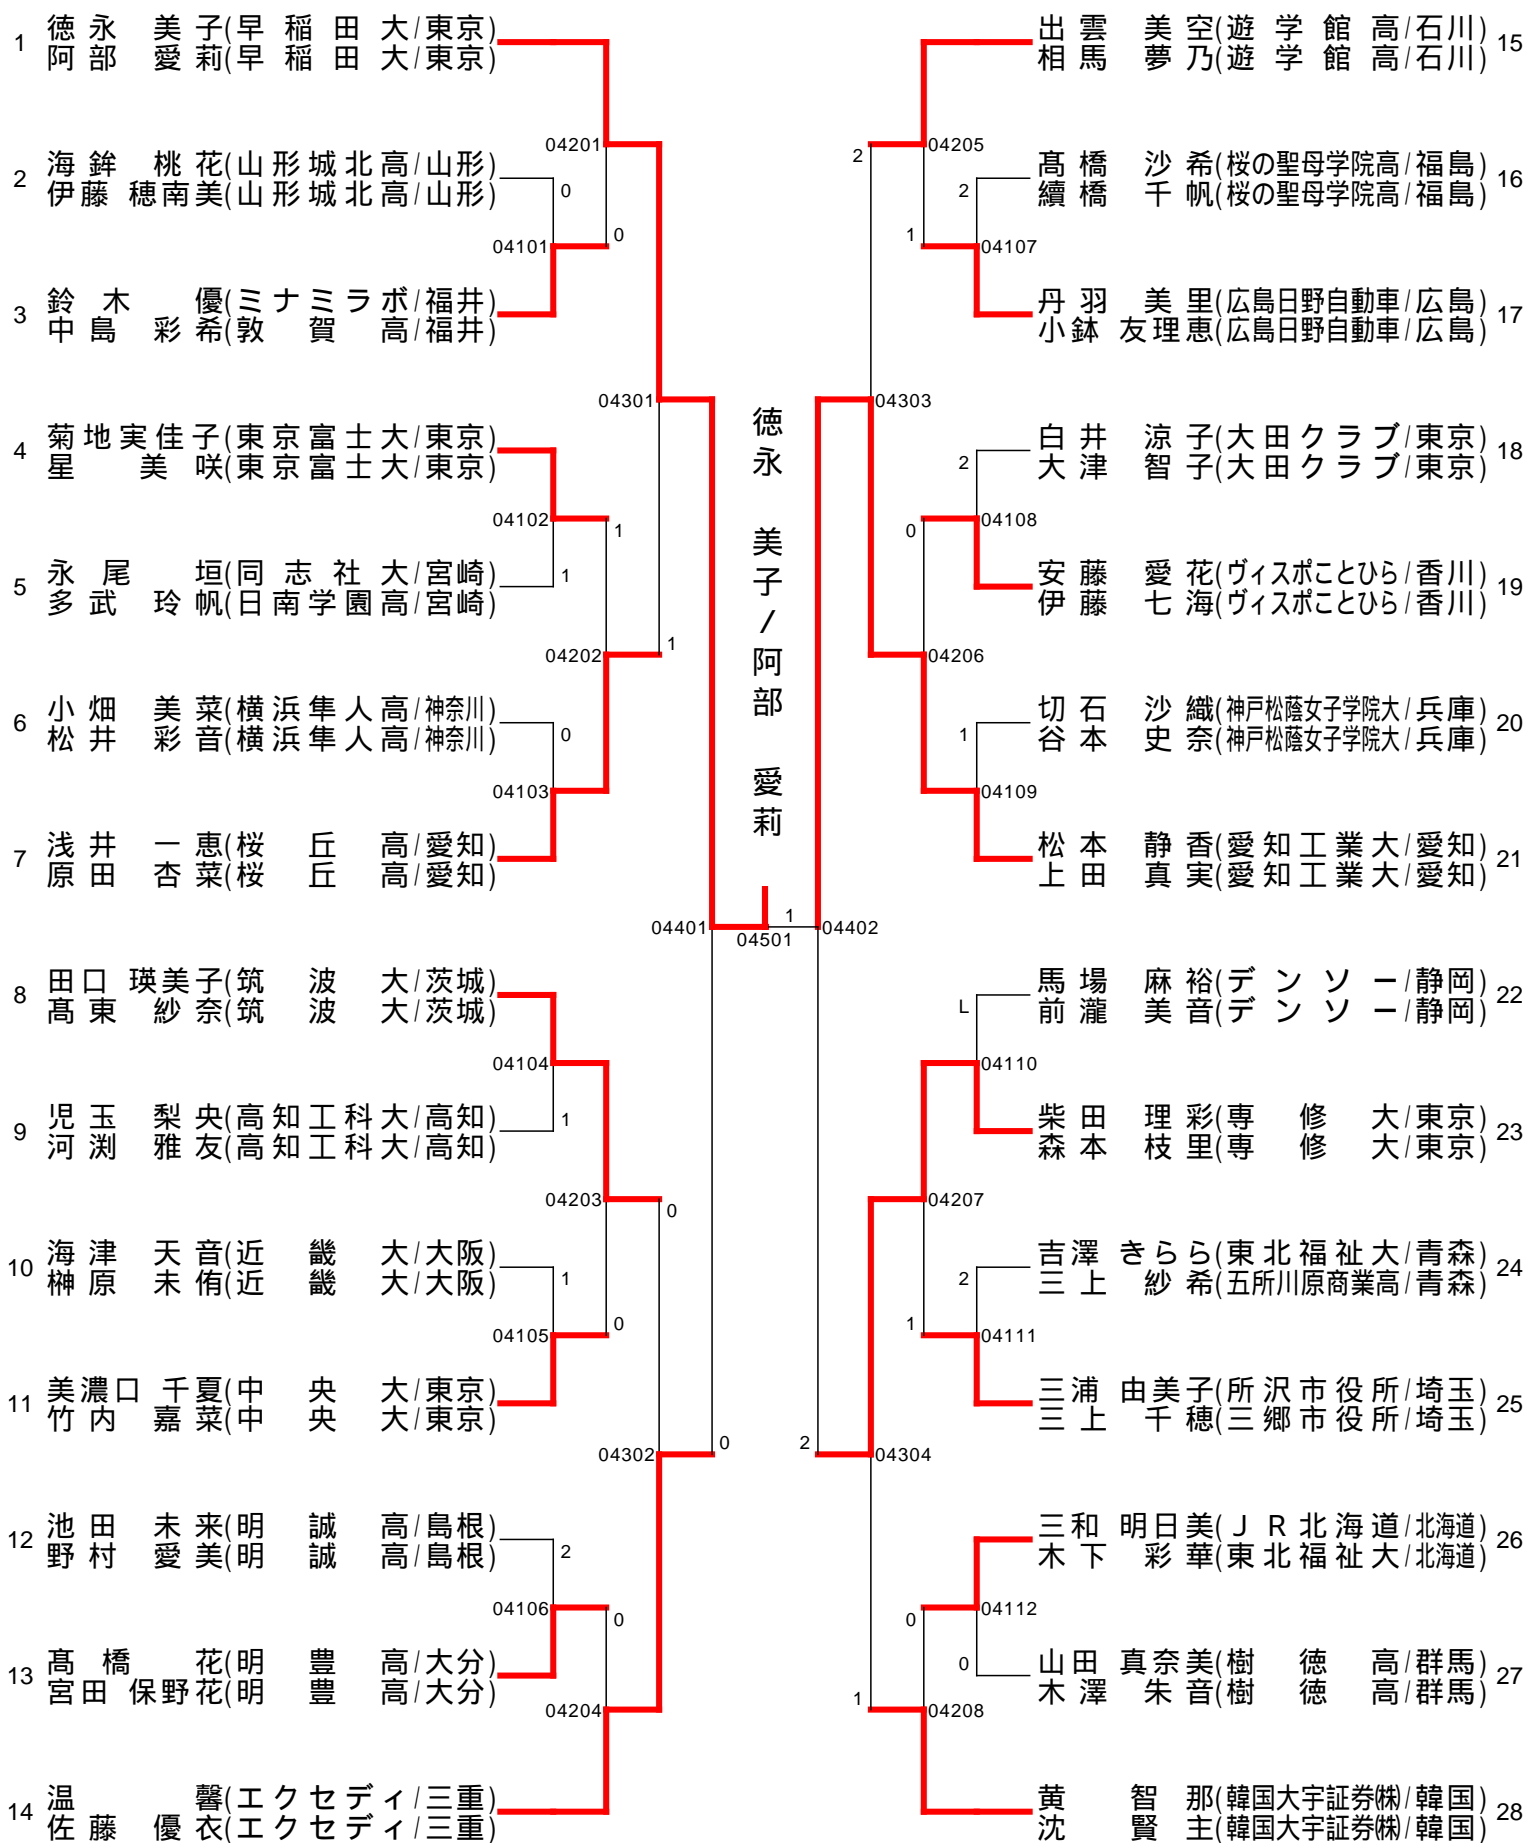 1 徳永 美子(早稲田大/東京)
阿部 愛莉(早稲田大/東京)
2 海鉾 桃花(山形城北高/山形)
伊藤 穂南美(山形城北高/山形)
3 鈴木 優(ミナミラボ/福井)
中島 彩希(敦賀高/福井)
4 菊地実佳子(東京富士大/東京)
星 美咲(東京富士大/東京)
5 永尾 垣(同志社大/宮崎)
多武 玲帆(日南学園高/宮崎)
6 小畑 美菜(横浜隼人高/神奈川)
松井 彩音(横浜隼人高/神奈川)
7 浅井 一恵(桜丘高/愛知)
原田 杏菜(桜丘高/愛知)
8 田口 瑛美子(筑波大/茨城)
髙東 紗奈(筑波大/茨城)
9 児玉 梨央(高知工科大/高知)
河渕 雅友(高知工科大/高知)
10 海津 天音(近畿大/大阪)
榊原 未侑(近畿大/大阪)
11 美濃口 千夏(中央大/東京)
竹内 嘉菜(中央大/東京)
12 池田 未来(明誠高/島根)
野村 愛美(明誠高/島根)
13 髙橋 花(明豊高/大分)
宮田 保野花(明豊高/大分)
14 温 馨(エクセディ/三重)
佐藤 優衣(エクセディ/三重)
04101
0
04102
1
04103
0
04104
1
04105
1
04106
2
04201
0
04202
1
04203
0
04204
0
04301
1
04302
0
04401
0
徳永 美子/阿部 愛莉
04501
1
04402
2
04303
2
04304
1
04205
1
04206
0
04207
1
04208
0
04107
2
04108
2
04109
1
04110
L
04111
2
04112
0
出雲 美空(遊学館高/石川) 15
相馬 夢乃(遊学館高/石川)
髙橋 沙希(桜の聖母学院高/福島) 16
續橋 千帆(桜の聖母学院高/福島)
丹羽 美里(広島日野自動車/広島) 17
小鉢 友理恵(広島日野自動車/広島)
白井 涼子(大田クラブ/東京) 18
大津 智子(大田クラブ/東京)
安藤 愛花(ヴィスポことひら/香川) 19
伊藤 七海(ヴィスポことひら/香川)
切石 沙織(神戸松蔭女子学院大/兵庫) 20
谷本 史奈(神戸松蔭女子学院大/兵庫)
松本 静香(愛知工業大/愛知) 21
上田 真実(愛知工業大/愛知)
馬場 麻裕(デンソー/静岡) 22
前瀧 美音(デンソー/静岡)
柴田 理彩(専修大/東京) 23
森本 枝里(専修大/東京)
吉澤 きらら(東北福祉大/青森) 24
三上 紗希(五所川原商業高/青森)
三浦 由美子(所沢市役所/埼玉) 25
三上 千穂(三郷市役所/埼玉)
三和 明日美(ＪＲ北海道/北海道) 26
木下 彩華(東北福祉大/北海道)
山田 真奈美(樹徳高/群馬) 27
木澤 朱音(樹徳高/群馬)
黄 智那(韓国大宇証券㈱/韓国) 28
沈 賢主(韓国大宇証券㈱/韓国)